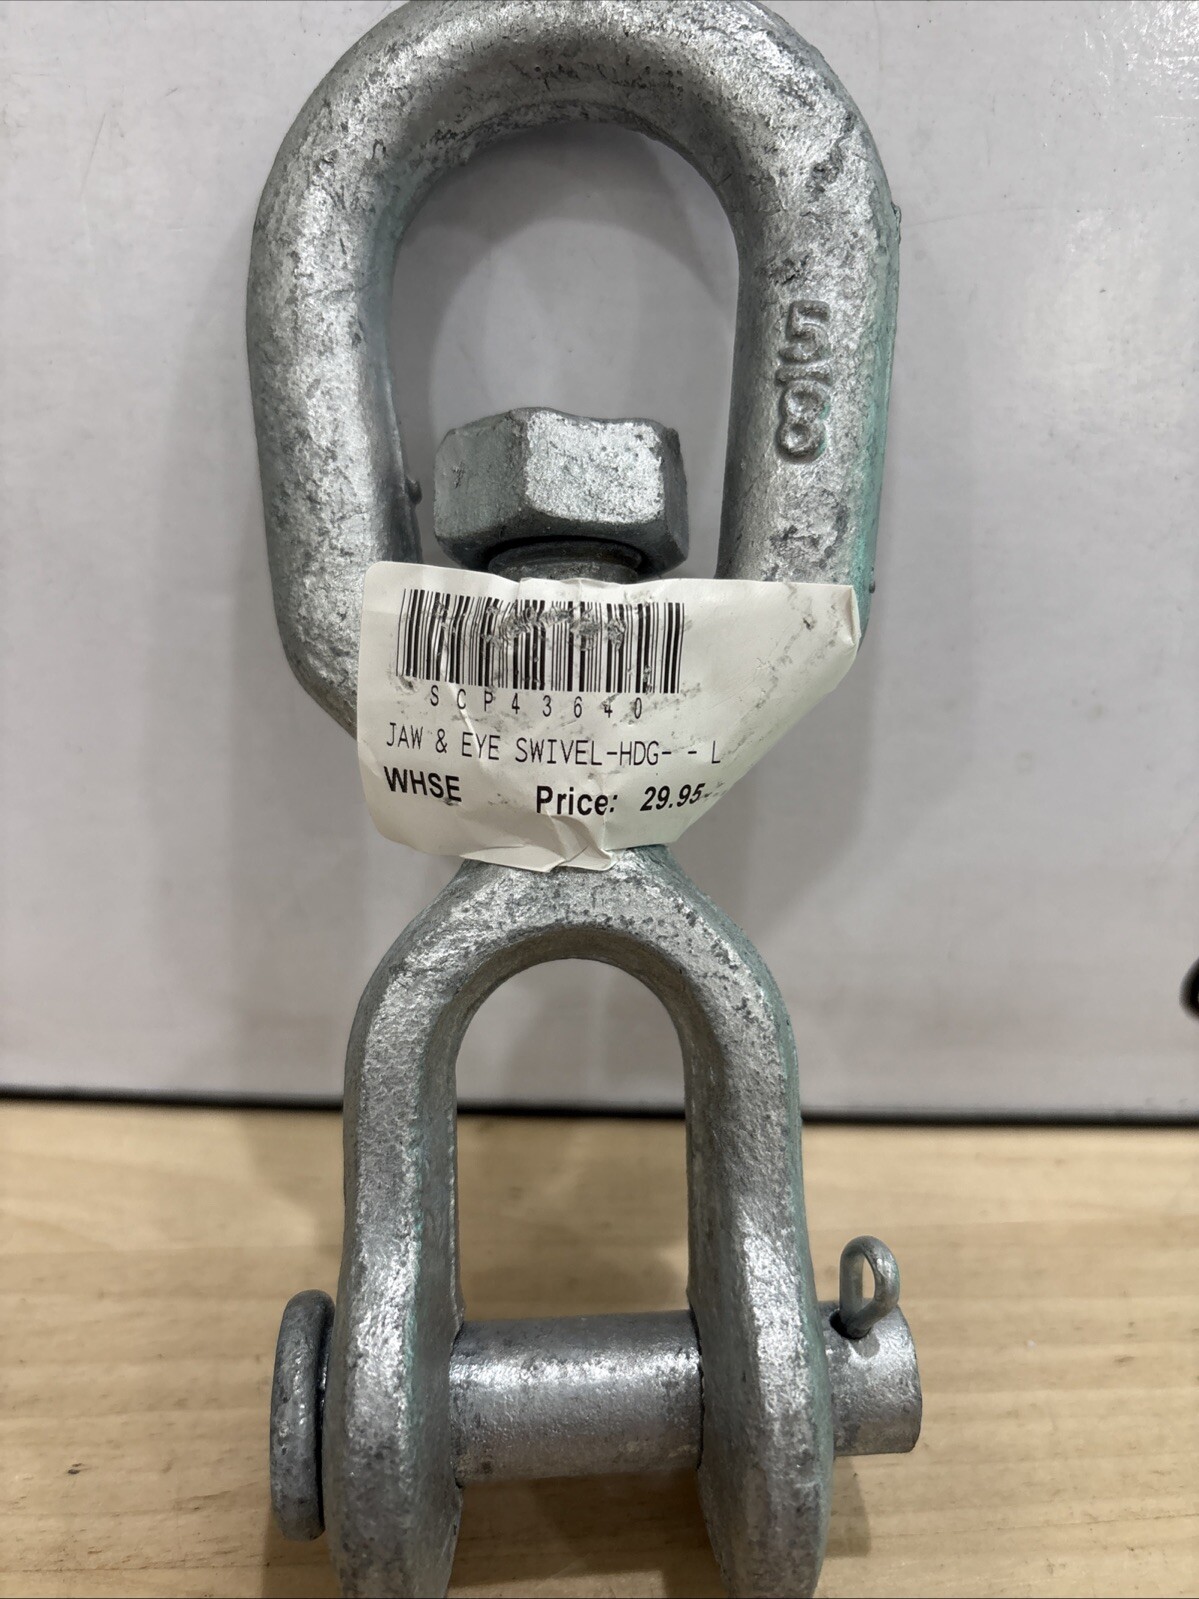 5/8
SCP43640
JAW & EYE SWIVEL-HDG- - L
WHSE Price: 29.95